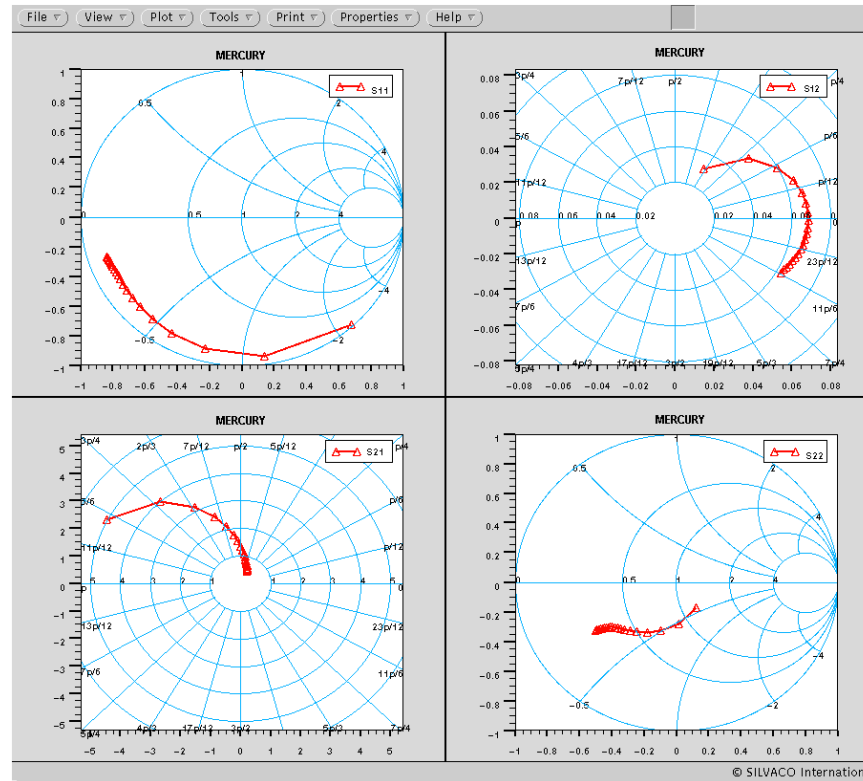 File View Plot Tools Print Properties Help
MERCURY
S11
1
0.8
0.6
0.4
0.2
0
−0.2
−0.4
−0.6
−0.8
−1
−1 −0.8 −0.6 −0.4 −0.2 0 0.2 0.4 0.6 0.8 1
1
0.5 2
4
0 0.5 1 2 4
−4
−0.5 −2
MERCURY
S12
0.08
0.06
0.04
0.02
0
−0.02
−0.04
−0.06
−0.08
−0.08 −0.06 −0.04 −0.02 0 0.02 0.04 0.06 0.08
3p/4 7p/12 p/2 p/4
5/6 p/6
11p/12 p/12
0.08 0.06 0.04 0.02 0.02 0.04 0.06 0.08 0
p
13p/12 23p/12
7p/6 11p/6
5p/4 4p/3 17p/12 3p/2 19p/12 5p/3 7p/4
MERCURY
S21
5
4
3
2
1
0
−1
−2
−3
−4
−5
−5 −4 −3 −2 −1 0 1 2 3 4 5
3p/4 2p/3 7p/12 p/2 5p/12 p/4
5/6 p/6
11p/12 p/12
5 4 3 2 1 1 2 3 4 5 0
p
13p/12 23p/12
7p/6 11p/6
4p/3 17p/12 3p/2 5p/3 7p/4
MERCURY
S22
1
0.8
0.6
0.4
0.2
0
−0.2
−0.4
−0.6
−0.8
−1
−1 −0.8 −0.6 −0.4 −0.2 0 0.2 0.4 0.6 0.8 1
1
0.5 2
4
0 0.5 1 2 4
−4
−0.5 −2
© SILVACO Internation